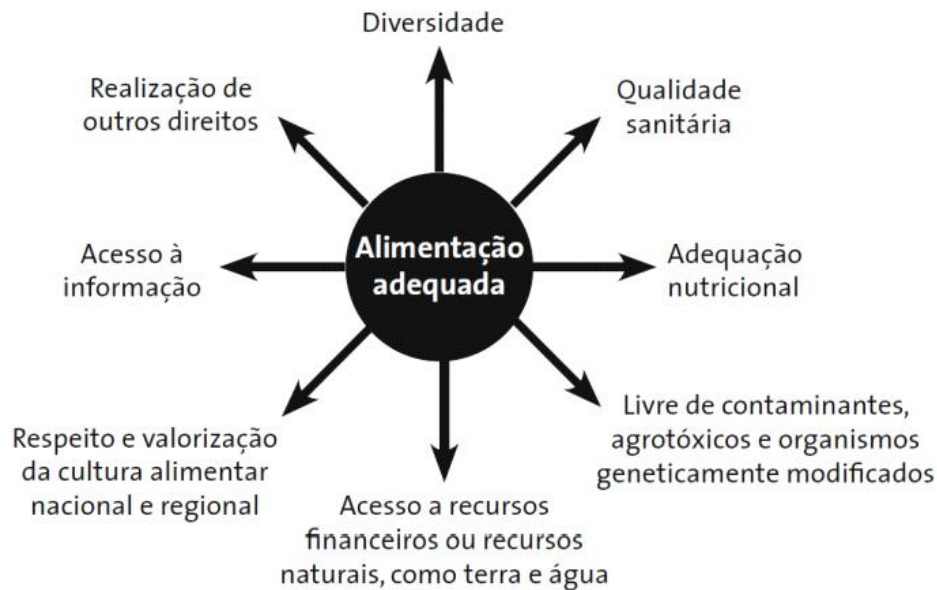 Diversidade
Realização de
outros direitos
Qualidade
sanitária
Acesso à
informação
Alimentação
adequada
Adequação
nutricional
Respeito e valorização
da cultura alimentar
nacional e regional
Livre de contaminantes,
agrotóxicos e organismos
geneticamente modificados
Acesso a recursos
financeiros ou recursos
naturais, como terra e água